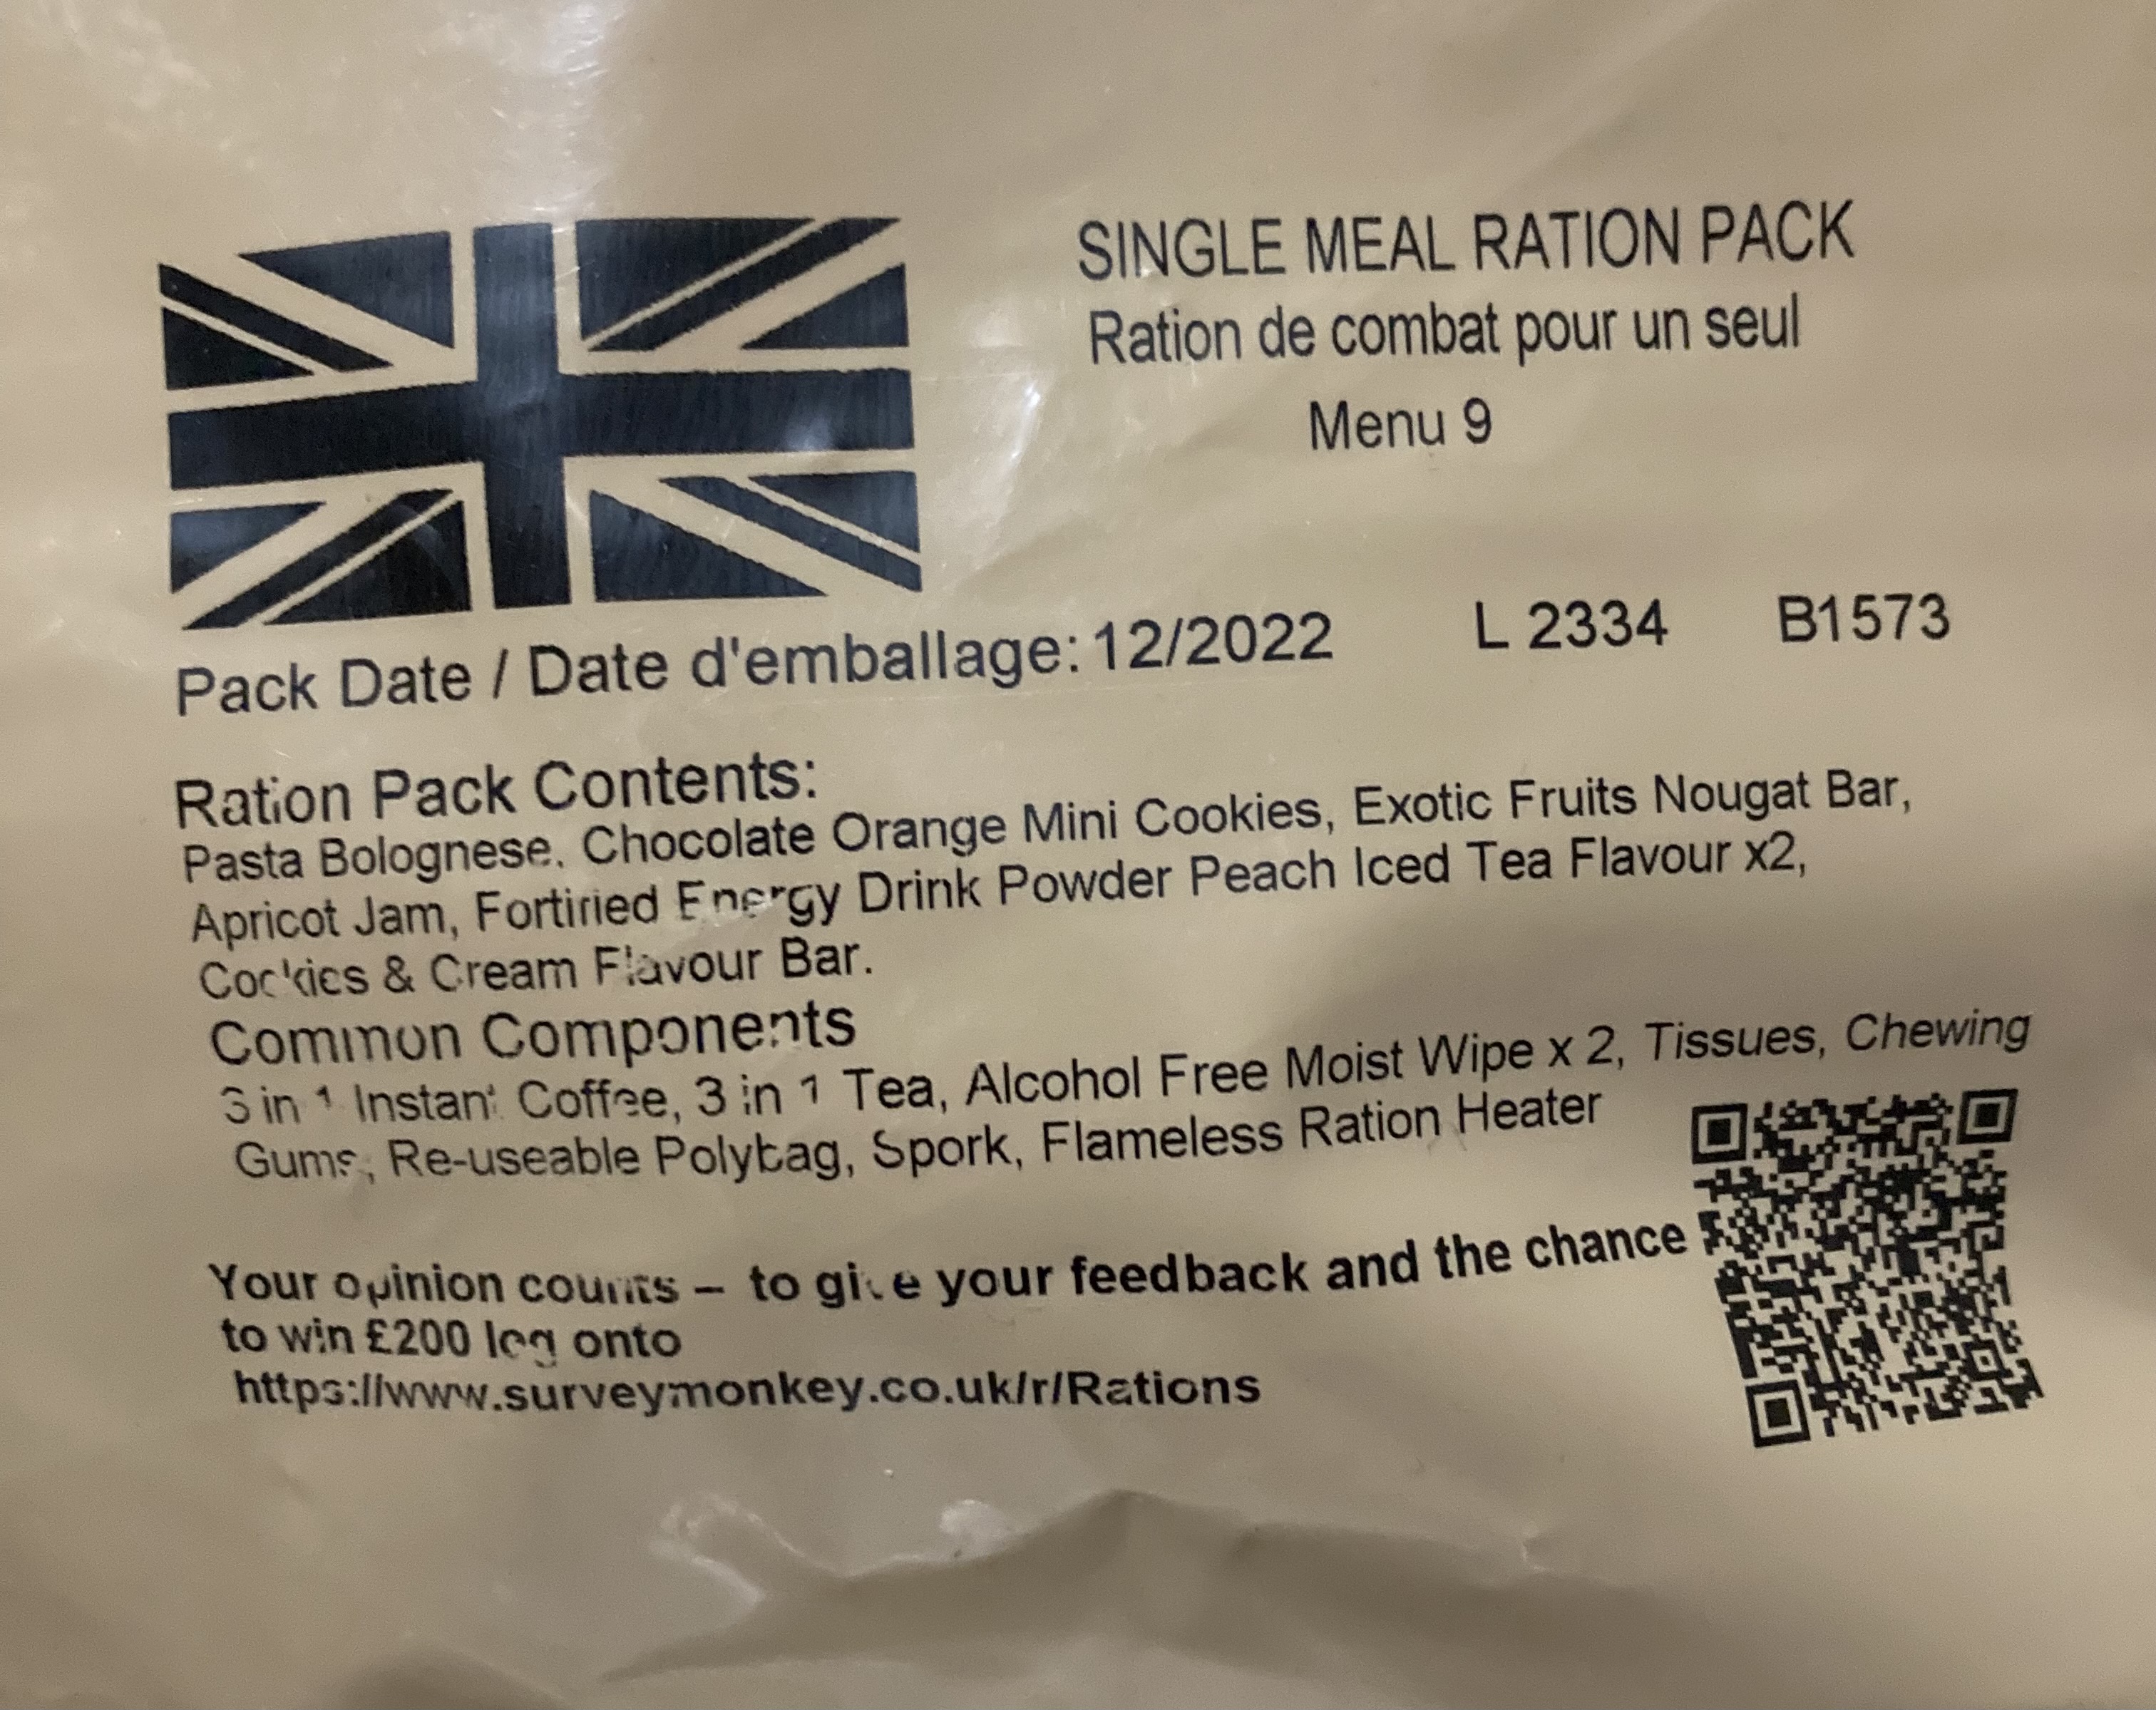 SINGLE MEAL RATION PACK
Ration de combat pour un seul
Menu 9
Pack Date / Date d'emballage: 12/2022 L 2334 B1573
Ration Pack Contents:
Pasta Bolognese, Chocolate Orange Mini Cookies, Exotic Fruits Nougat Bar,
Apricot Jam, Fortified Energy Drink Powder Peach Iced Tea Flavour x2,
Cookies & Cream Flavour Bar.
Common Components
3 in 1 Instant Coffee, 3 in 1 Tea, Alcohol Free Moist Wipe x 2, Tissues, Chewing
Gums, Re-useable Polybag, Spork, Flameless Ration Heater
Your opinion counts – to give your feedback and the chance
to win £200 log onto
https://www.surveymonkey.co.uk/r/Rations